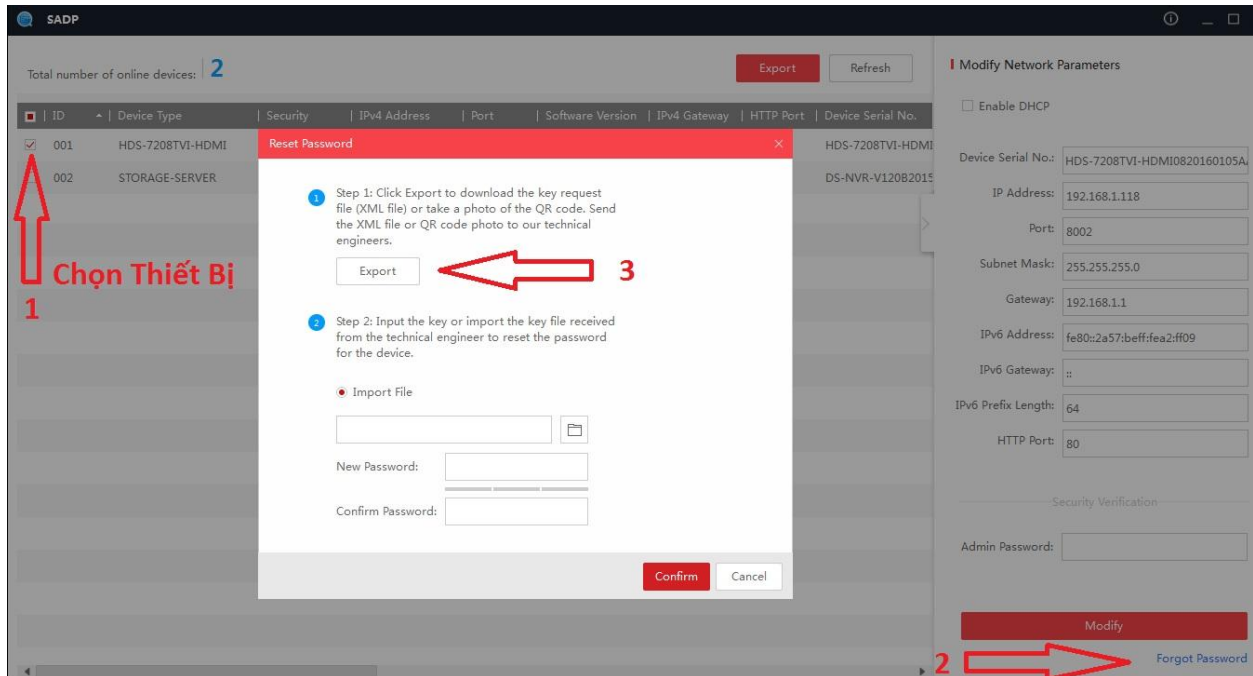 SADP
Total number of online devices: 2
Export
Refresh
ID | Device Type | Security | IPv4 Address | Port | Software Version | IPv4 Gateway | HTTP Port | Device Serial No.
001 HDS-7208TVI-HDMI HDS-7208TVI-HDMI
002 STORAGE-SERVER DS-NVR-V120B2015
Chọn Thiết Bị
1
Reset Password
1
Step 1: Click Export to download the key request
file (XML file) or take a photo of the QR code. Send
the XML file or QR code photo to our technical
engineers.
Export
3
2
Step 2: Input the key or import the key file received
from the technical engineer to reset the password
for the device.
Import File
New Password:
Confirm Password:
Confirm
Cancel
Modify Network Parameters
Enable DHCP
Device Serial No.: HDS-7208TVI-HDMI0820160105A
IP Address: 192.168.1.118
Port: 8002
Subnet Mask: 255.255.255.0
Gateway: 192.168.1.1
IPv6 Address: fe80::2a57:beff:fea2:ff09
IPv6 Gateway: ::
IPv6 Prefix Length: 64
HTTP Port: 80
Security Verification
Admin Password:
Modify
2
Forgot Password